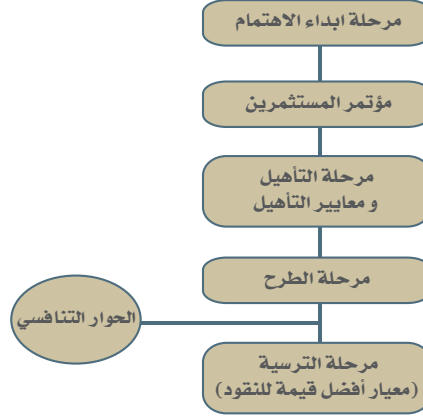 مرحلة ابداء الاهتمام
مؤتمر المستثمرين
مرحلة التأهيل
و معايير التأهيل
مرحلة الطرح
الحوار التنافسي
مرحلة الترسية
(معيار أفضل قيمة للنقود)